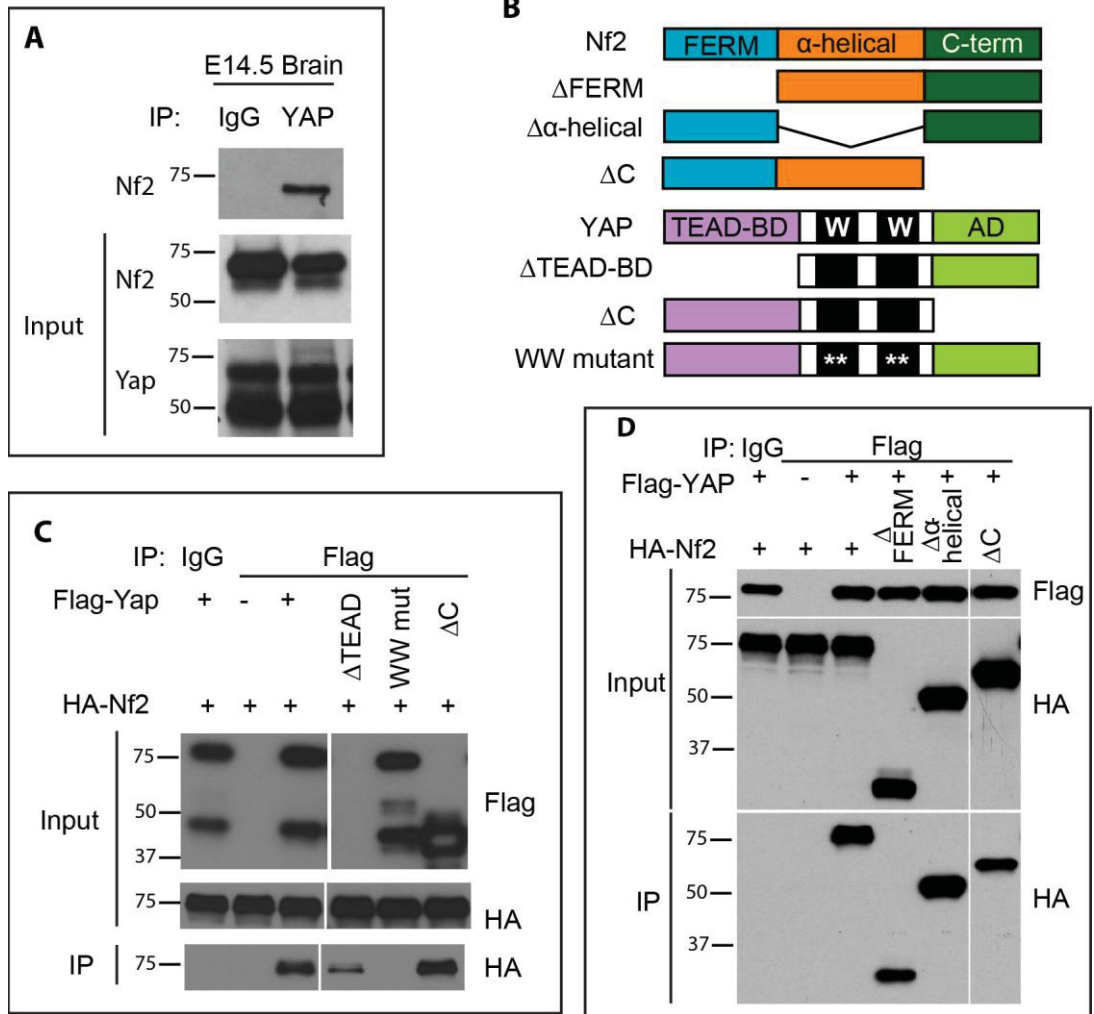 A
E14.5 Brain
IP: IgG YAP
Nf2 75
Input
Nf2 75
50
Yap 75
50
B
Nf2 FERM α-helical C-term
ΔFERM
Δα-helical
ΔC
YAP TEAD-BD W W AD
ΔTEAD-BD
ΔC
WW mutant ** **
C
IP: IgG Flag
Flag-Yap + - + ΔTEAD WW mut ΔC
HA-Nf2 + + + + + +
Input
75
50
37
Flag
75
HA
IP 75 HA
D
IP: IgG Flag
Flag-YAP + - + + + +
HA-Nf2 + + + Δ FERM Δα- helical ΔC
75 Flag
Input
75
50
37
HA
IP
75
50
37
HA